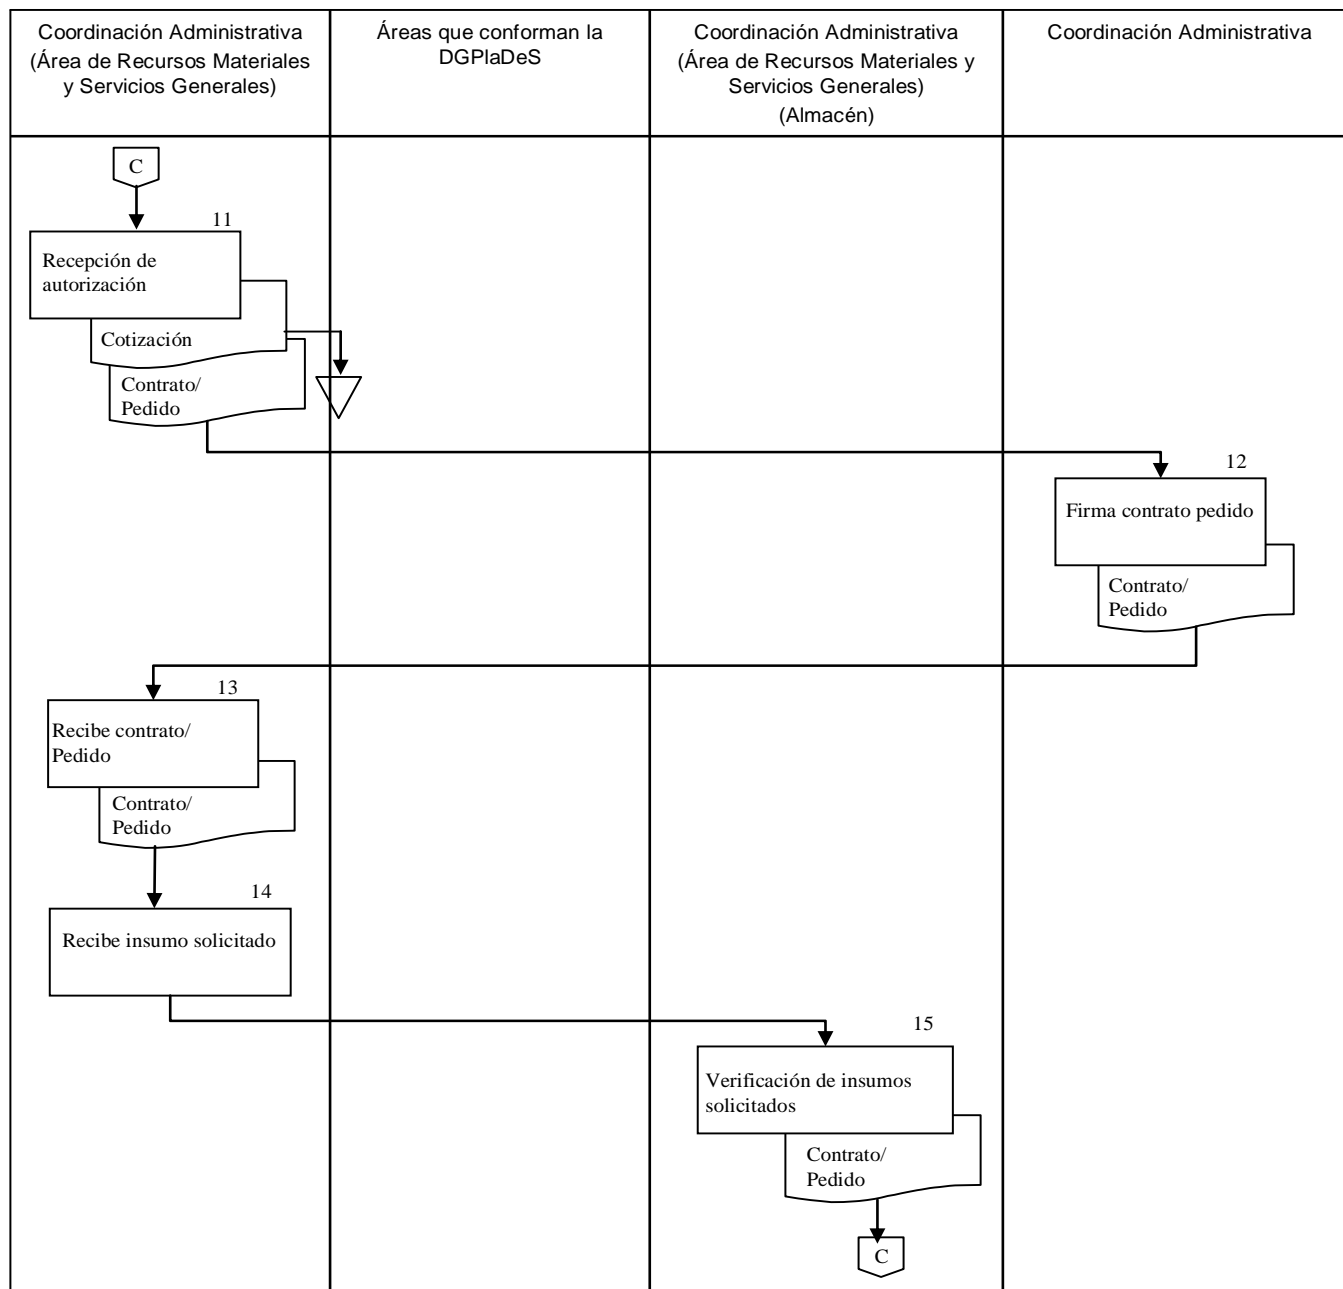 Coordinación Administrativa
(Área de Recursos Materiales
y Servicios Generales)
Áreas que conforman la
DGPlaDeS
Coordinación Administrativa
(Área de Recursos Materiales y
Servicios Generales)
(Almacén)
Coordinación Administrativa
C
11
Recepción de
autorización
Cotización
Contrato/
Pedido
12
Firma contrato pedido
Contrato/
Pedido
13
Recibe contrato/
Pedido
Contrato/
Pedido
14
Recibe insumo solicitado
15
Verificación de insumos
solicitados
Contrato/
Pedido
C